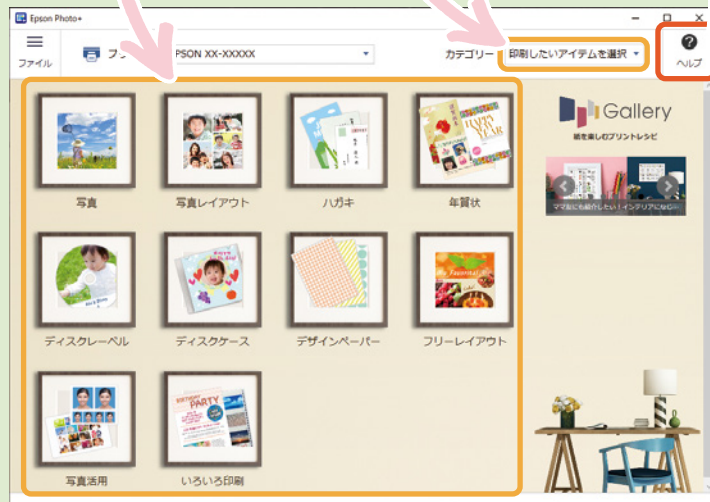 Epson Photo+
ファイル
EPSON XX-XXXXX
カテゴリー
印刷したいアイテムを選択
ヘルプ
写真
写真レイアウト
ハガキ
年賀状
Gallery
紙を楽しむプリントレシピ
ディスクレーベル
ディスクケース
デザインペーパー
フリーレイアウト
写真活用
いろいろ印刷
HAPPY
NEW
YEAR
BIRTHDAY
PARTY